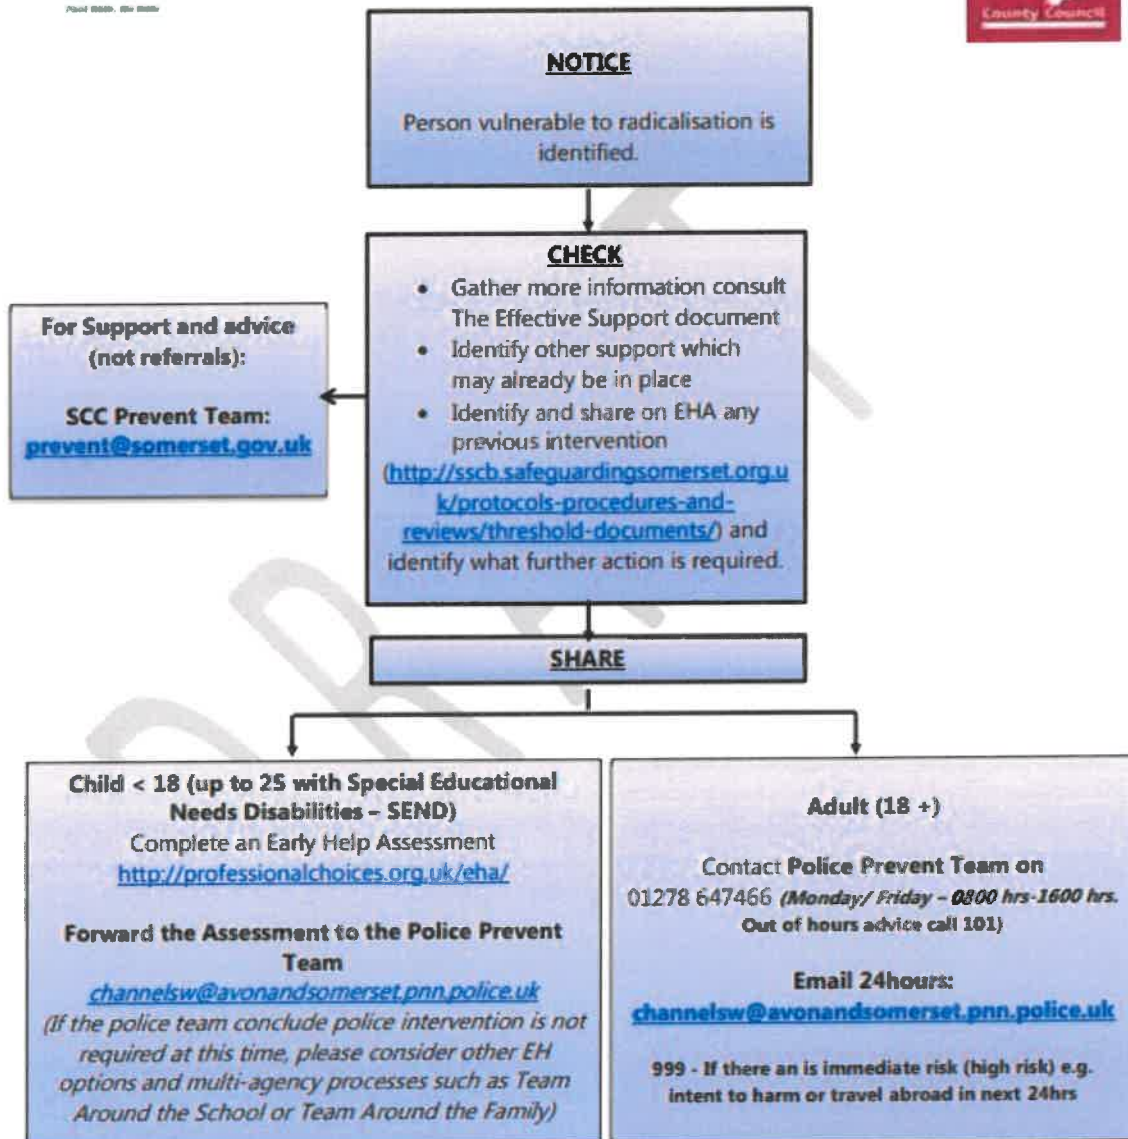 County Council
NOTICE
Person vulnerable to radicalisation is
identified.
CHECK
• Gather more information consult
The Effective Support document
• Identify other support which
may already be in place
• Identify and share on EHA any
previous intervention
(http://sscb.safeguardingsomerset.org.u
k/protocols-procedures-and-
reviews/threshold-documents/) and
identify what further action is required.
For Support and advice
(not referrals):
SCC Prevent Team:
prevent@somerset.gov.uk
SHARE
Child < 18 (up to 25 with Special Educational
Needs Disabilities – SEND)
Complete an Early Help Assessment
http://professionalchoices.org.uk/eha/
Forward the Assessment to the Police Prevent
Team
channelsw@avonandsomerset.pnn.police.uk
(If the police team conclude police intervention is not
required at this time, please consider other EH
options and multi-agency processes such as Team
Around the School or Team Around the Family)
Adult (18 +)
Contact Police Prevent Team on
01278 647466 (Monday/ Friday – 0800 hrs-1600 hrs.
Out of hours advice call 101)
Email 24hours:
channelsw@avonandsomerset.pnn.police.uk
999 - If there an is immediate risk (high risk) e.g.
intent to harm or travel abroad in next 24hrs
DRAFT